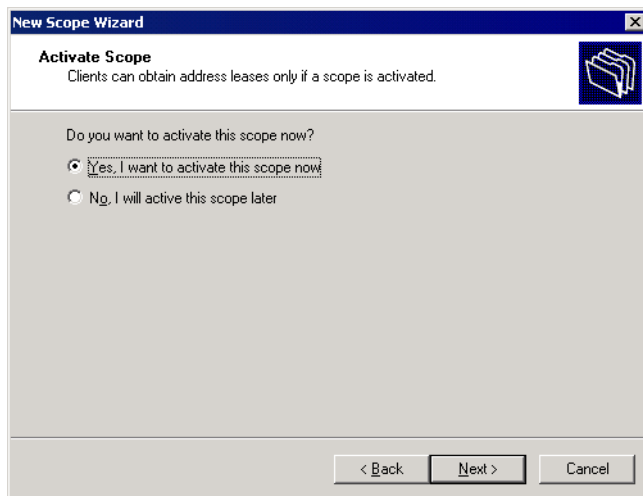 New Scope Wizard
Activate Scope
Clients can obtain address leases only if a scope is activated.
Do you want to activate this scope now?
Yes, I want to activate this scope now
No, I will active this scope later
< Back
Next >
Cancel